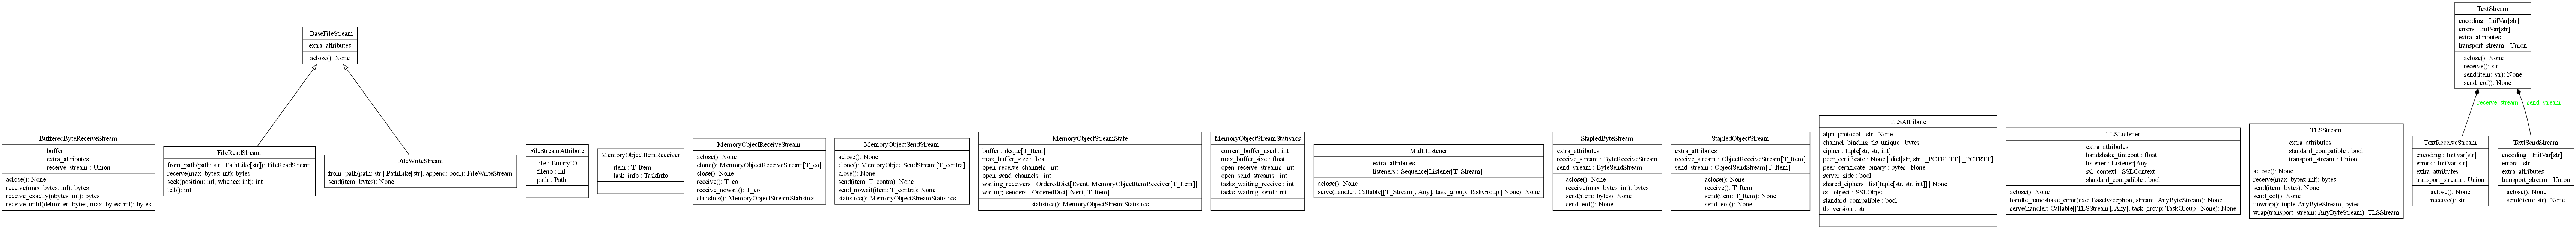 _BaseFileStream
extra_attributes
aclose(): None
TextStream
encoding : InitVar[str]
errors : InitVar[str]
extra_attributes
transport_stream : Union
aclose(): None
receive(): str
send(item: str): None
send_eof(): None
_receive_stream
_send_stream
BufferedByteReceiveStream
buffer
extra_attributes
receive_stream : Union
aclose(): None
receive(max_bytes: int): bytes
receive_exactly(nbytes: int): bytes
receive_until(delimiter: bytes, max_bytes: int): bytes
FileReadStream
from_path(path: str | PathLike[str]): FileReadStream
receive(max_bytes: int): bytes
seek(position: int, whence: int): int
tell(): int
FileWriteStream
from_path(path: str | PathLike[str], append: bool): FileWriteStream
send(item: bytes): None
FileStreamAttribute
file : BinaryIO
fileno : int
path : Path
MemoryObjectItemReceiver
item : T_Item
task_info : TaskInfo
MemoryObjectReceiveStream
aclose(): None
clone(): MemoryObjectReceiveStream[T_co]
close(): None
receive(): T_co
receive_nowait(): T_co
statistics(): MemoryObjectStreamStatistics
MemoryObjectSendStream
aclose(): None
clone(): MemoryObjectSendStream[T_contra]
close(): None
send(item: T_contra): None
send_nowait(item: T_contra): None
statistics(): MemoryObjectStreamStatistics
MemoryObjectStreamState
buffer : deque[T_Item]
max_buffer_size : float
open_receive_channels : int
open_send_channels : int
waiting_receivers : OrderedDict[Event, MemoryObjectItemReceiver[T_Item]]
waiting_senders : OrderedDict[Event, T_Item]
statistics(): MemoryObjectStreamStatistics
MemoryObjectStreamStatistics
current_buffer_used : int
max_buffer_size : float
open_receive_streams : int
open_send_streams : int
tasks_waiting_receive : int
tasks_waiting_send : int
MultiListener
extra_attributes
listeners : Sequence[Listener[T_Stream]]
aclose(): None
serve(handler: Callable[[T_Stream], Any], task_group: TaskGroup | None): None
StapledByteStream
extra_attributes
receive_stream : ByteReceiveStream
send_stream : ByteSendStream
aclose(): None
receive(max_bytes: int): bytes
send(item: bytes): None
send_eof(): None
StapledObjectStream
extra_attributes
receive_stream : ObjectReceiveStream[T_Item]
send_stream : ObjectSendStream[T_Item]
aclose(): None
receive(): T_Item
send(item: T_Item): None
send_eof(): None
TLSAttribute
alpn_protocol : str | None
channel_binding_tls_unique : bytes
cipher : tuple[str, str, int]
peer_certificate : None | dict[str, str | _PCTRTTT | _PCTRTT]
peer_certificate_binary : bytes | None
server_side : bool
shared_ciphers : list[tuple[str, str, int]] | None
ssl_object : SSLObject
standard_compatible : bool
tls_version : str
TLSListener
extra_attributes
handshake_timeout : float
listener : Listener[Any]
ssl_context : SSLContext
standard_compatible : bool
aclose(): None
handle_handshake_error(exc: BaseException, stream: AnyByteStream): None
serve(handler: Callable[[TLSStream], Any], task_group: TaskGroup | None): None
TLSStream
extra_attributes
standard_compatible : bool
transport_stream : Union
aclose(): None
receive(max_bytes: int): bytes
send(item: bytes): None
send_eof(): None
unwrap(): tuple[AnyByteStream, bytes]
wrap(transport_stream: AnyByteStream): TLSStream
TextReceiveStream
encoding : InitVar[str]
errors : InitVar[str]
extra_attributes
transport_stream : Union
aclose(): None
receive(): str
TextSendStream
encoding : InitVar[str]
errors : str
extra_attributes
transport_stream : Union
aclose(): None
send(item: str): None